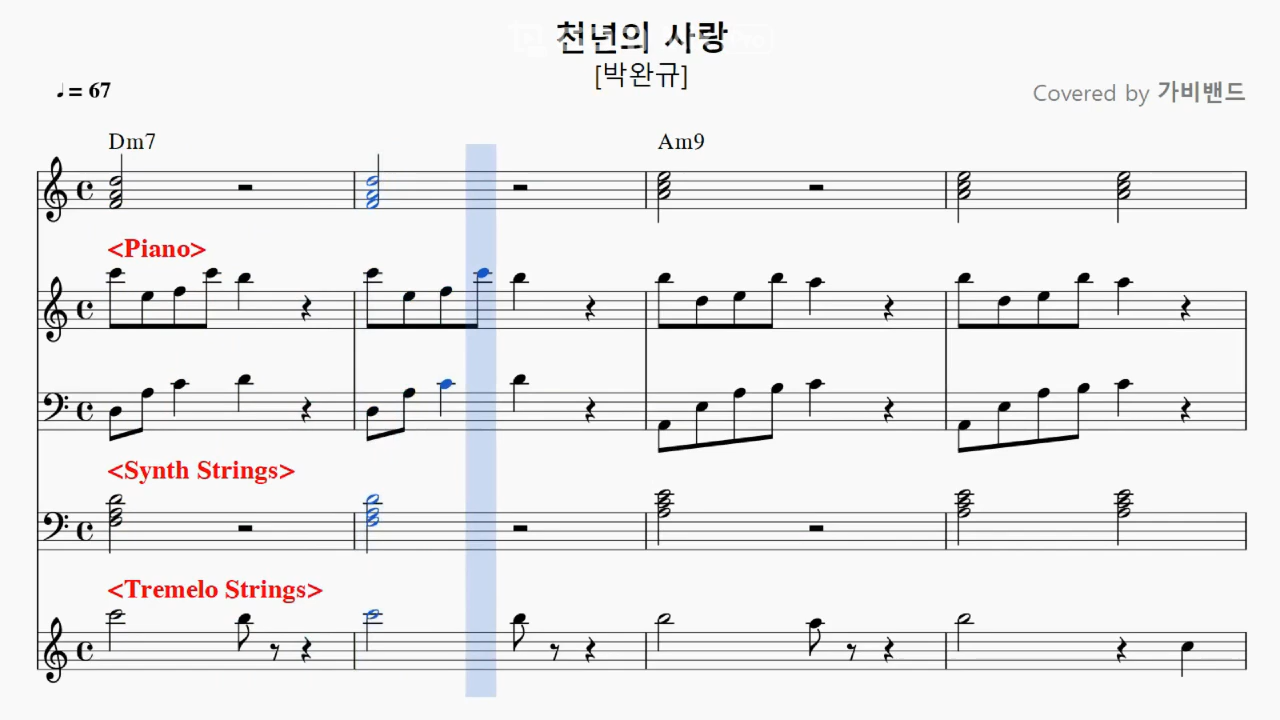 천년의 사랑
[박완규]
♩= 67
Covered by 가비밴드
Dm7 Am9
<Piano>
<Synth Strings>
<Tremelo Strings>